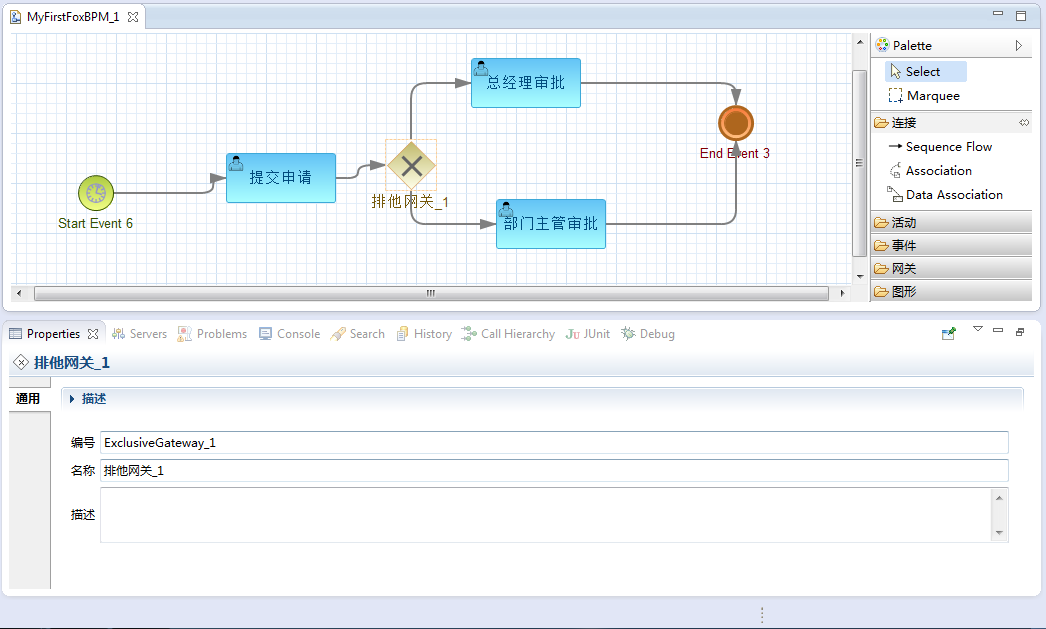 MyFirstFoxBPM_1
总经理审批
End Event 3
提交申请
排他网关_1
Start Event 6
部门主管审批
Palette
Select
Marquee
连接
Sequence Flow
Association
Data Association
活动
事件
网关
图形
Properties Servers Problems Console Search History Call Hierarchy JUnit Debug
排他网关_1
通用
描述
编号 ExclusiveGateway_1
名称 排他网关_1
描述